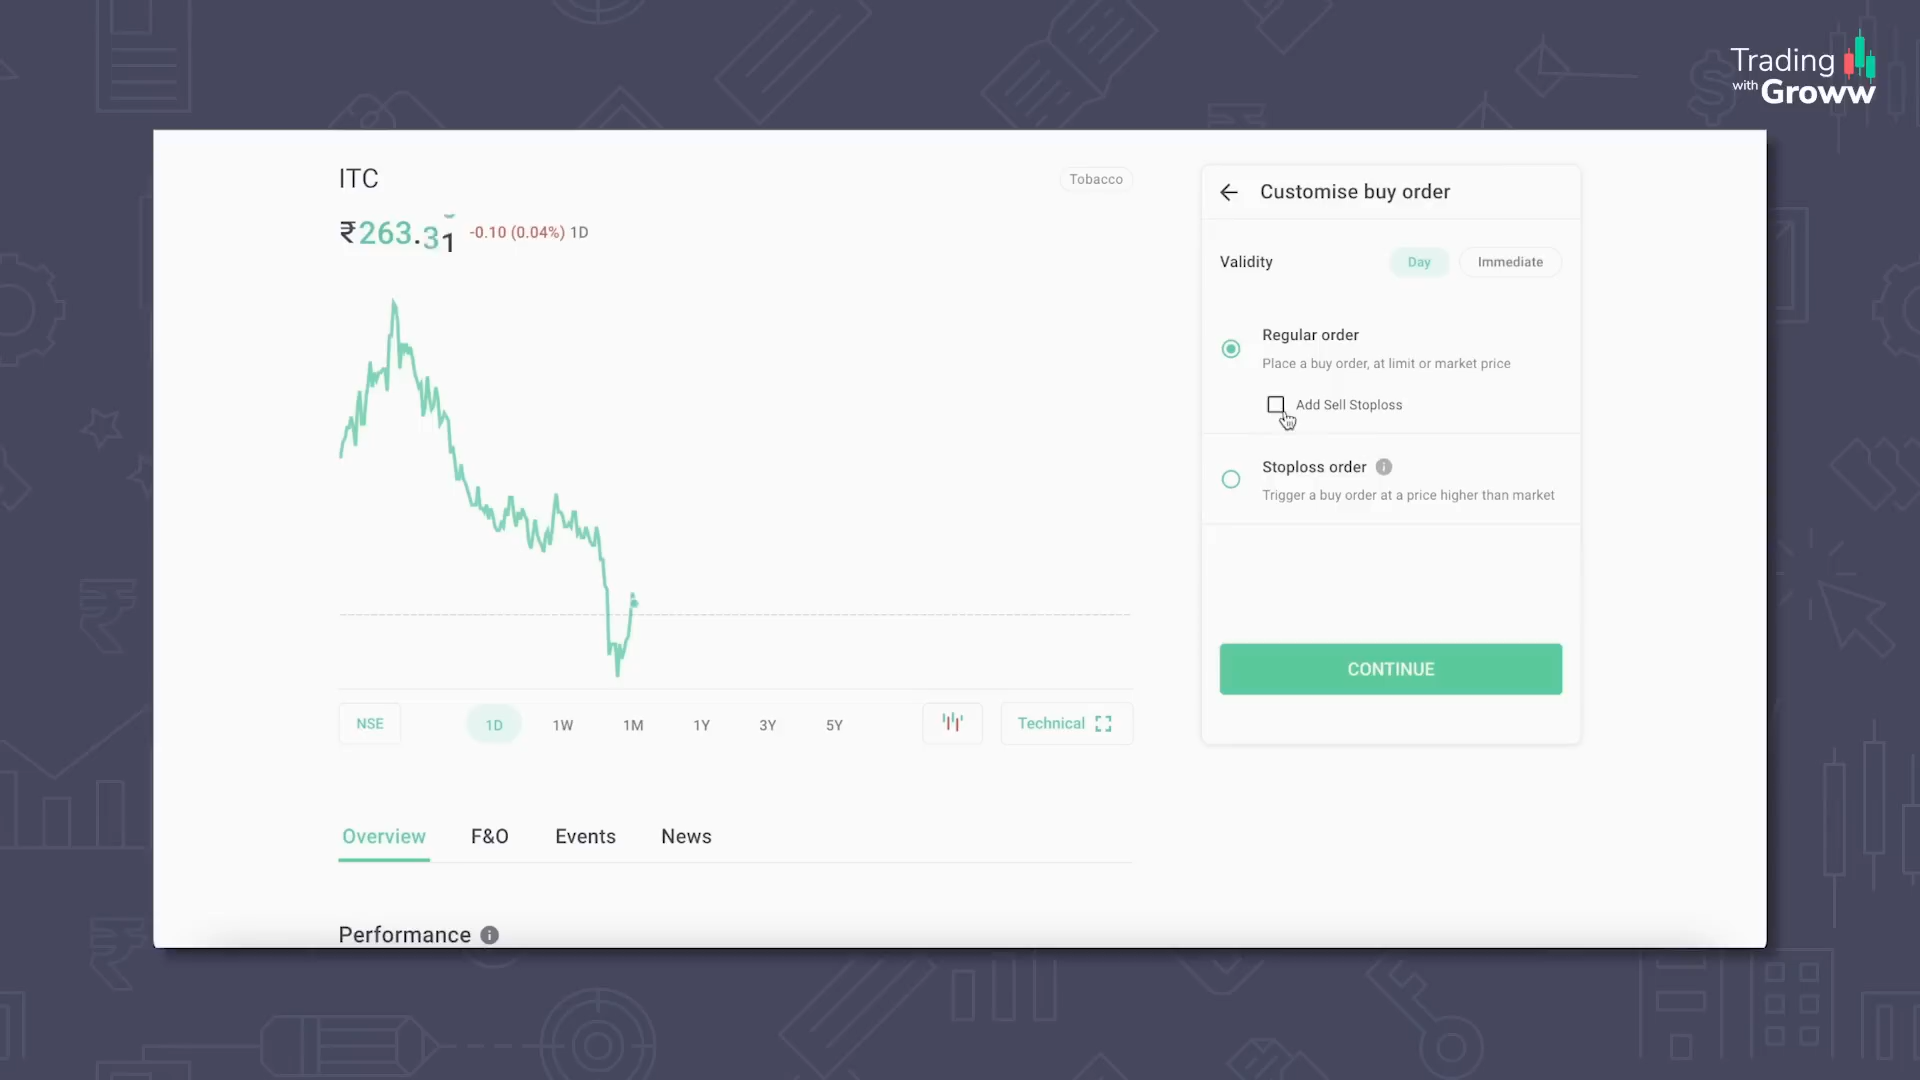 Trading
with Groww
ITC
Tobacco
₹263.31
-0.10 (0.04%) 1D
NSE
1D
1W
1M
1Y
3Y
5Y
Technical
Overview
F&O
Events
News
Performance
Customise buy order
Validity
Day
Immediate
Regular order
Place a buy order, at limit or market price
Add Sell Stoploss
Stoploss order
Trigger a buy order at a price higher than market
CONTINUE